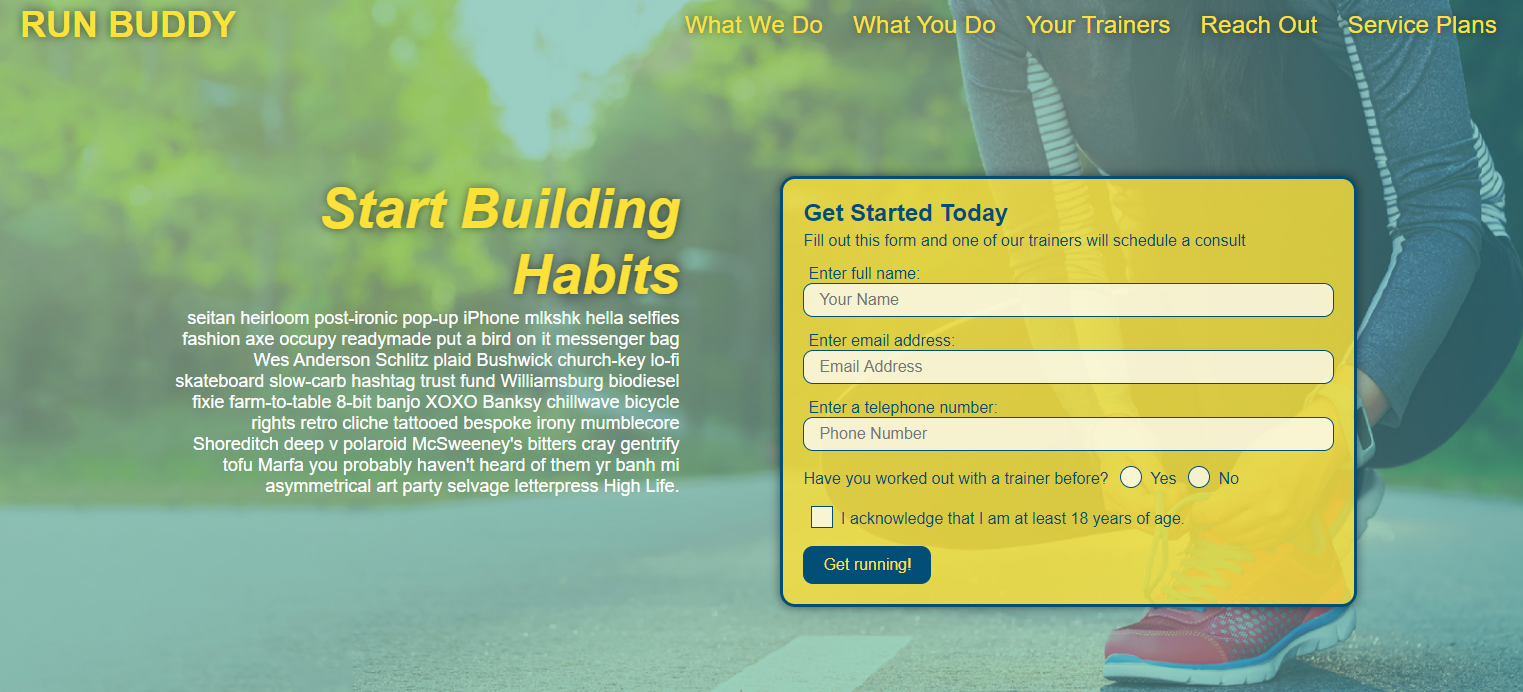 RUN BUDDY
What We Do
What You Do
Your Trainers
Reach Out
Service Plans
Start Building
Habits
seitan heirloom post-ironic pop-up iPhone mlkshk hella selfies
fashion axe occupy readymade put a bird on it messenger bag
Wes Anderson Schlitz plaid Bushwick church-key lo-fi
skateboard slow-carb hashtag trust fund Williamsburg biodiesel
fixie farm-to-table 8-bit banjo XOXO Banksy chillwave bicycle
rights retro cliche tattooed bespoke irony mumblecore
Shoreditch deep v polaroid McSweeney's bitters cray gentrify
tofu Marfa you probably haven't heard of them yr banh mi
asymmetrical art party selvage letterpress High Life.
Get Started Today
Fill out this form and one of our trainers will schedule a consult
Enter full name:
Your Name
Enter email address:
Email Address
Enter a telephone number:
Phone Number
Have you worked out with a trainer before? Yes No
I acknowledge that I am at least 18 years of age.
Get running!